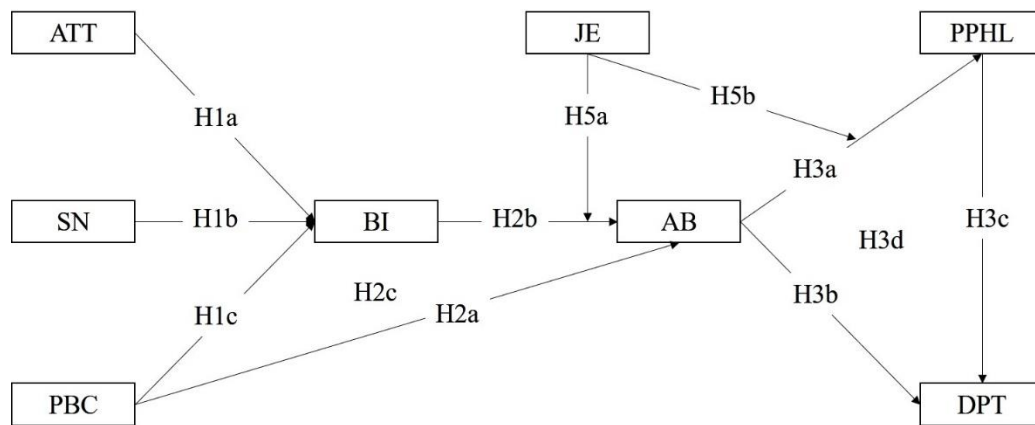 ATT
JE
PPHL
H1a
H5a
H5b
H3a
SN
H1b
BI
H2b
AB
H3c
H3d
H2c
H2a
H3b
H1c
PBC
DPT